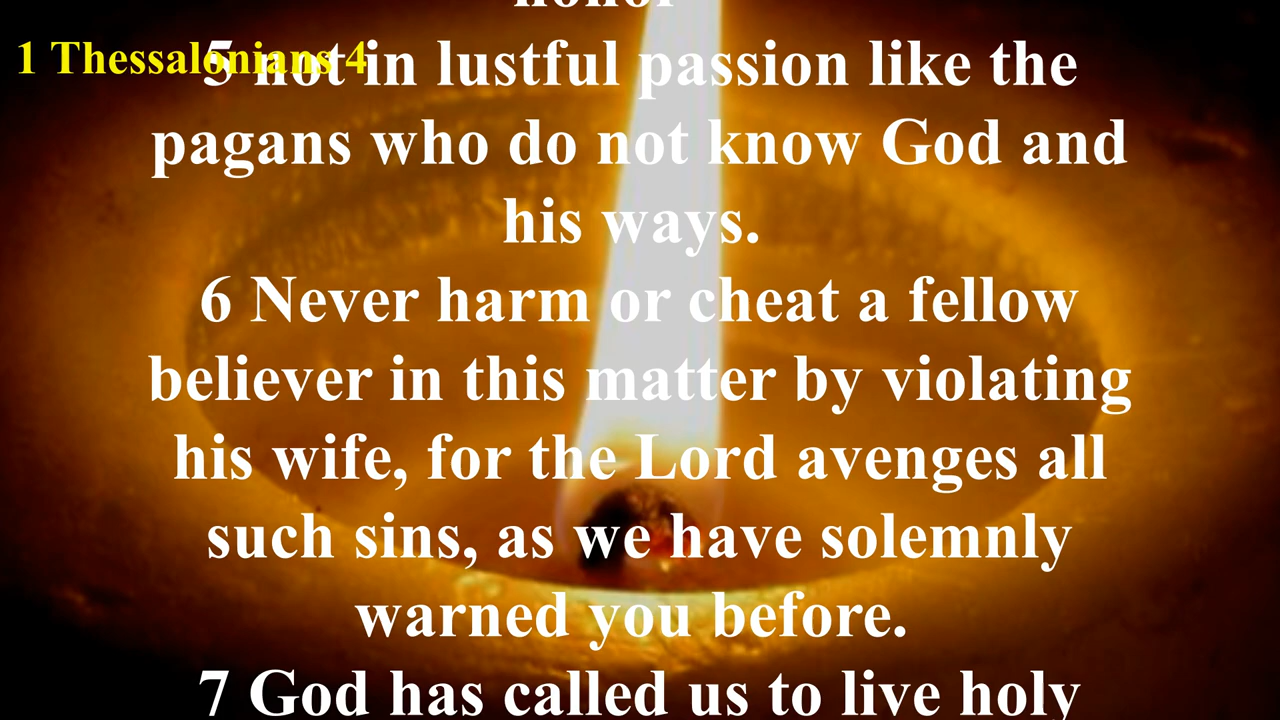 honor
1 Thessalonians 4
5 not in lustful passion like the
pagans who do not know God and
his ways.
6 Never harm or cheat a fellow
believer in this matter by violating
his wife, for the Lord avenges all
such sins, as we have solemnly
warned you before.
7 God has called us to live holy